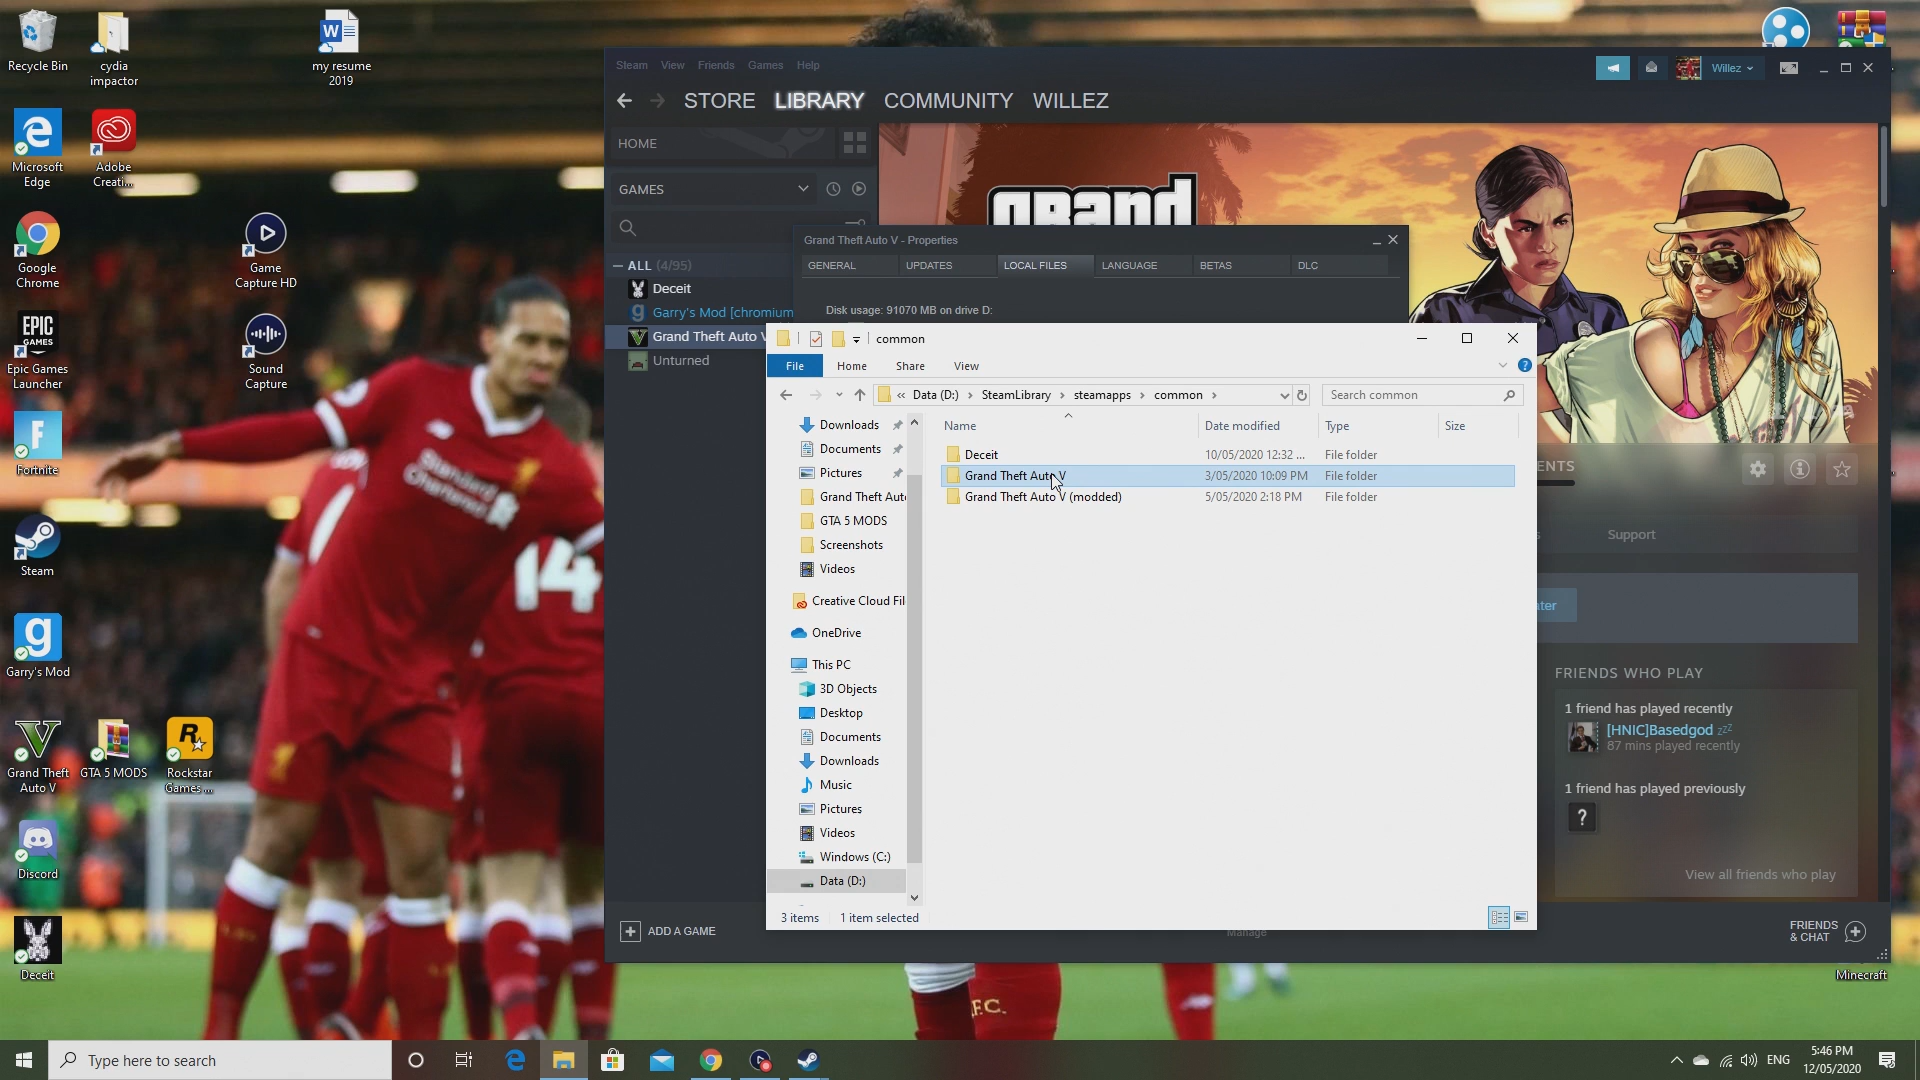 Recycle Bin
cydia impactor
my resume 2019
Microsoft Edge
Adobe Creati...
Google Chrome
Game Capture HD
EPIC GAMES
Epic Games Launcher
Sound Capture
Fortnite
Steam
Garry's Mod
Grand Theft Auto V
GTA 5 MODS
Rockstar Games ...
Discord
Deceit
Minecraft
Standard Chartered
14
Steam View Friends Games Help
Willez
STORE LIBRARY COMMUNITY WILLEZ
HOME
GAMES
ALL (4/95)
Deceit
Garry's Mod [chromium
Grand Theft Auto V
Unturned
ADD A GAME
grand
Grand Theft Auto V - Properties
GENERAL UPDATES LOCAL FILES LANGUAGE BETAS DLC
Disk usage: 91070 MB on drive D:
common
File Home Share View
« Data (D:) › SteamLibrary › steamapps › common ›
Search common
Downloads
Documents
Pictures
Grand Theft Auto
GTA 5 MODS
Screenshots
Videos
Creative Cloud Fil
OneDrive
This PC
3D Objects
Desktop
Documents
Downloads
Music
Pictures
Videos
Windows (C:)
Data (D:)
Name Date modified Type Size
Deceit 10/05/2020 12:32 ... File folder
Grand Theft Auto V 3/05/2020 10:09 PM File folder
Grand Theft Auto V (modded) 5/05/2020 2:18 PM File folder
3 items 1 item selected
Manage
ENTS
s
Support
ater
FRIENDS WHO PLAY
1 friend has played recently
[HNIC]Basedgod zzZ
87 mins played recently
1 friend has played previously
?
View all friends who play
FRIENDS & CHAT
F.C.
Type here to search
ENG
5:46 PM
12/05/2020